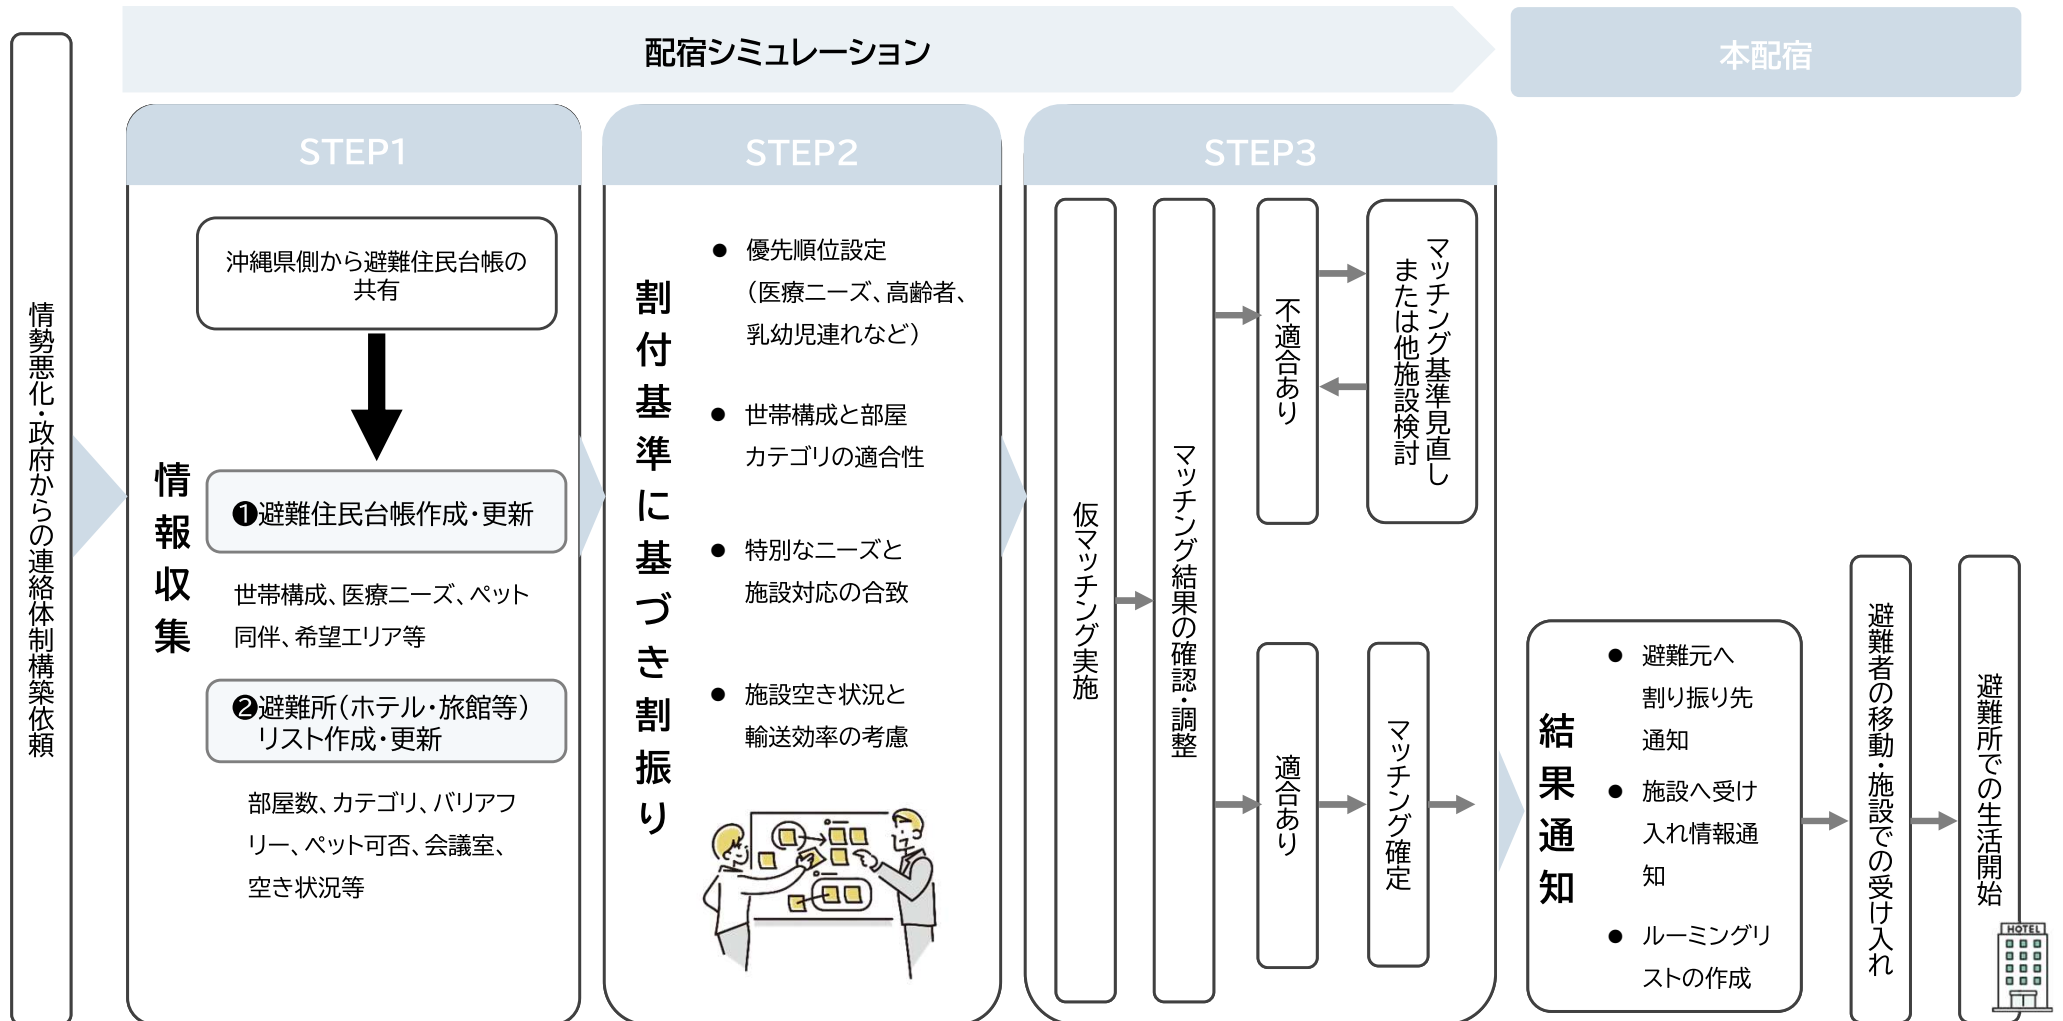 配宿シミュレーション
本配宿
情勢悪化・政府からの連絡体制構築依頼
STEP1
情報収集
沖縄県側から避難住民台帳の
共有
❶避難住民台帳作成・更新
世帯構成、医療ニーズ、ペット
同伴、希望エリア等
❷避難所（ホテル・旅館等）
リスト作成・更新
部屋数、カテゴリ、バリアフ
リー、ペット可否、会議室、
空き状況等
STEP2
割付基準に基づき割振り
● 優先順位設定
（医療ニーズ、高齢者、
乳幼児連れなど）
● 世帯構成と部屋
カテゴリの適合性
● 特別なニーズと
施設対応の合致
● 施設空き状況と
輸送効率の考慮
STEP3
仮マッチング実施
マッチング結果の確認・調整
不適合あり
マッチング基準見直し
または他施設検討
適合あり
マッチング確定
結果通知
● 避難元へ
割り振り先
通知
● 施設へ受け
入れ情報通
知
● ルーミングリ
ストの作成
避難者の移動・施設での受け入れ
避難所での生活開始
HOTEL